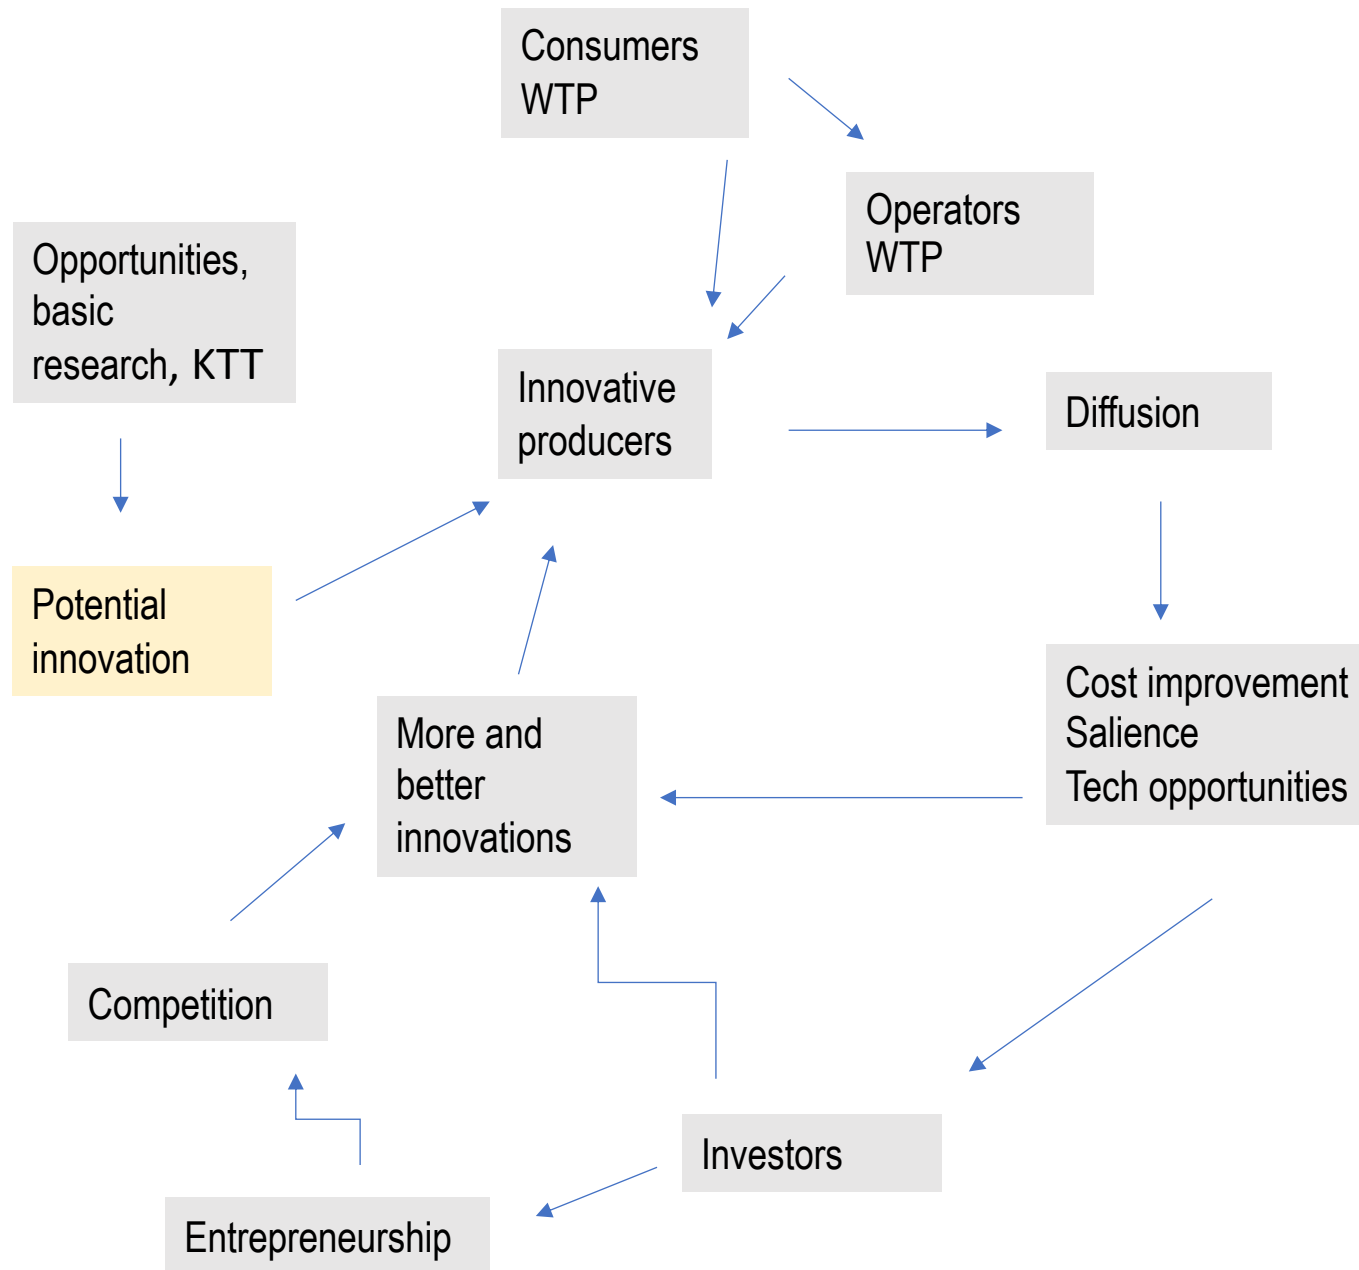 Consumers
WTP
Operators
WTP
Opportunities,
basic
research, KTT
Innovative
producers
Diffusion
Potential
innovation
Cost improvement
Salience
Tech opportunities
More and
better
innovations
Competition
Investors
Entrepreneurship